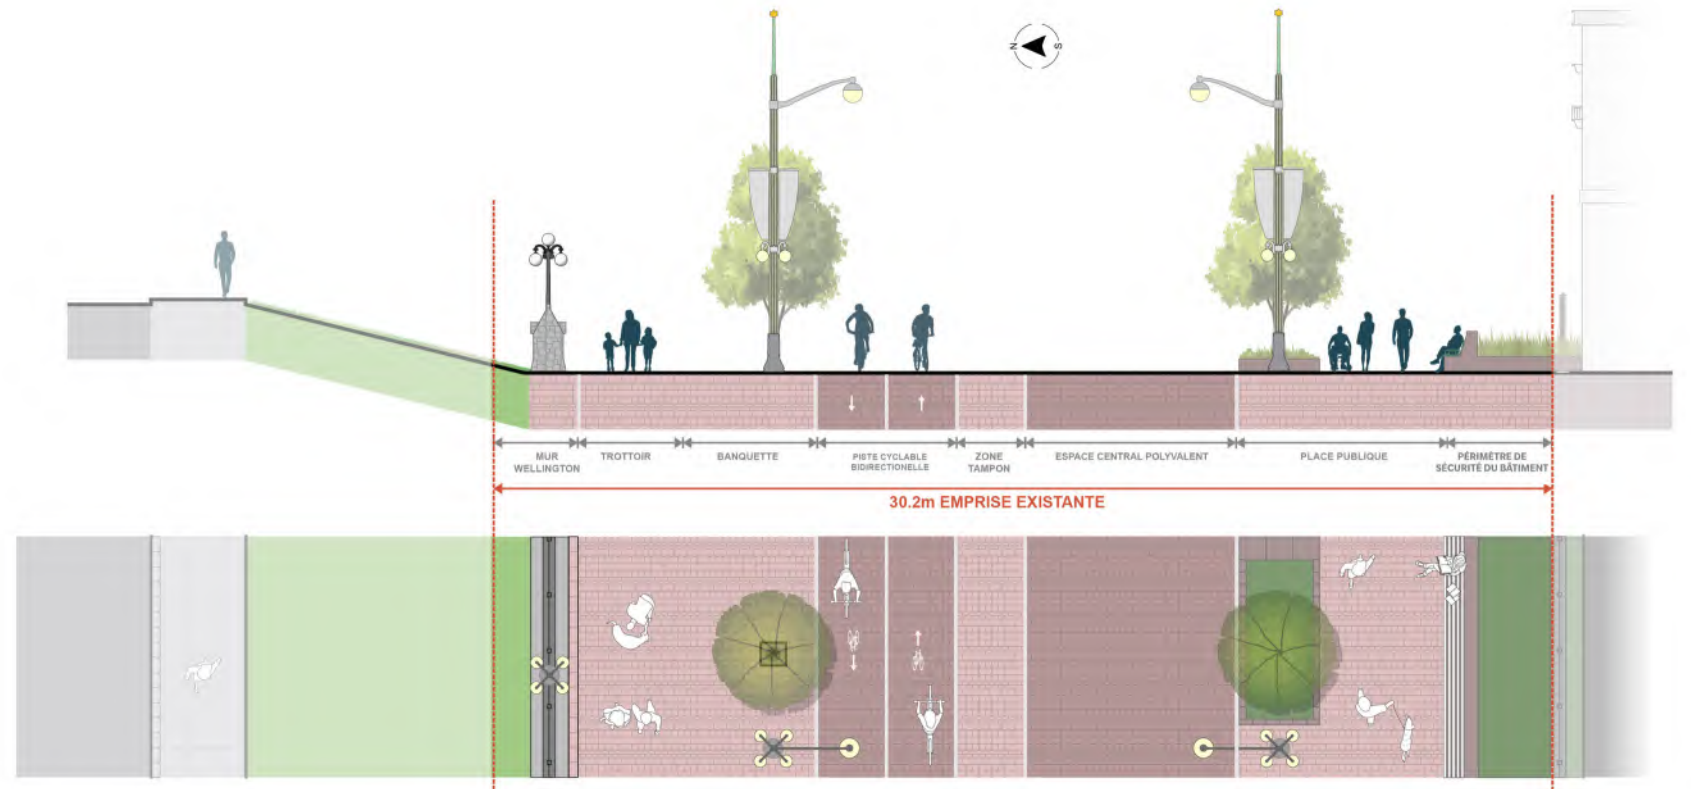 N S
MUR
WELLINGTON
TROTTOIR
BANQUETTE
PISTE CYCLABLE
BIDIRECTIONELLE
ZONE
TAMPON
ESPACE CENTRAL POLYVALENT
PLACE PUBLIQUE
PÉRIMÈTRE DE
SÉCURITÉ DU BÂTIMENT
30.2m EMPRISE EXISTANTE